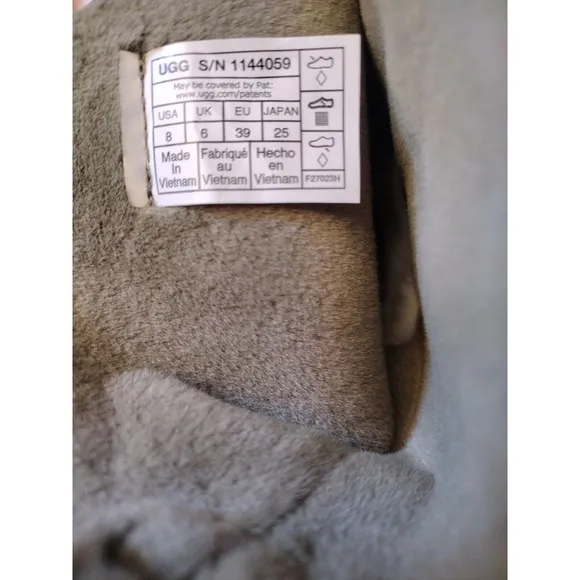 UGG S/N 1144059
May be covered by Pat:
www.ugg.com/patents
USA UK EU JAPAN
8 6 39 25
Made Fabriqué Hecho
In au en
Vietnam Vietnam Vietnam F27023H